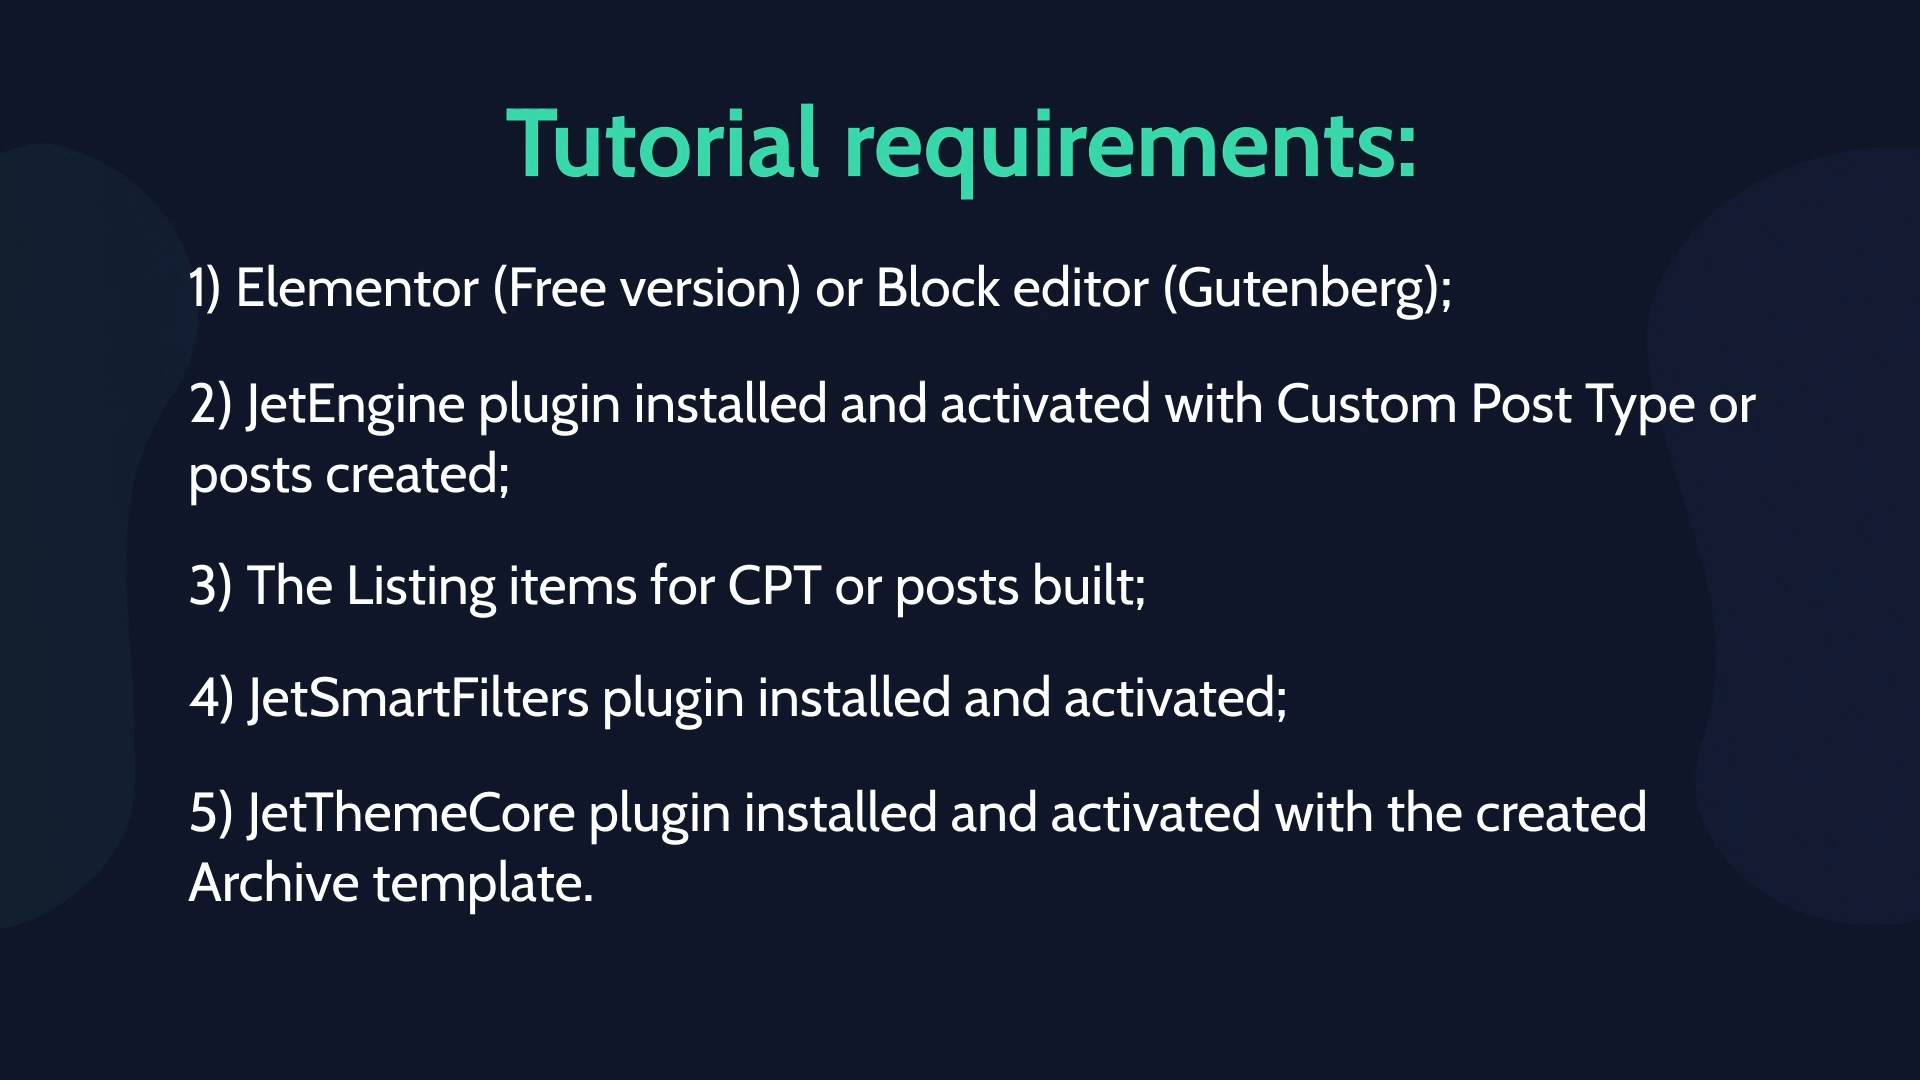 Tutorial requirements:
1) Elementor (Free version) or Block editor (Gutenberg);
2) JetEngine plugin installed and activated with Custom Post Type or
posts created;
3) The Listing items for CPT or posts built;
4) JetSmartFilters plugin installed and activated;
5) JetThemeCore plugin installed and activated with the created
Archive template.